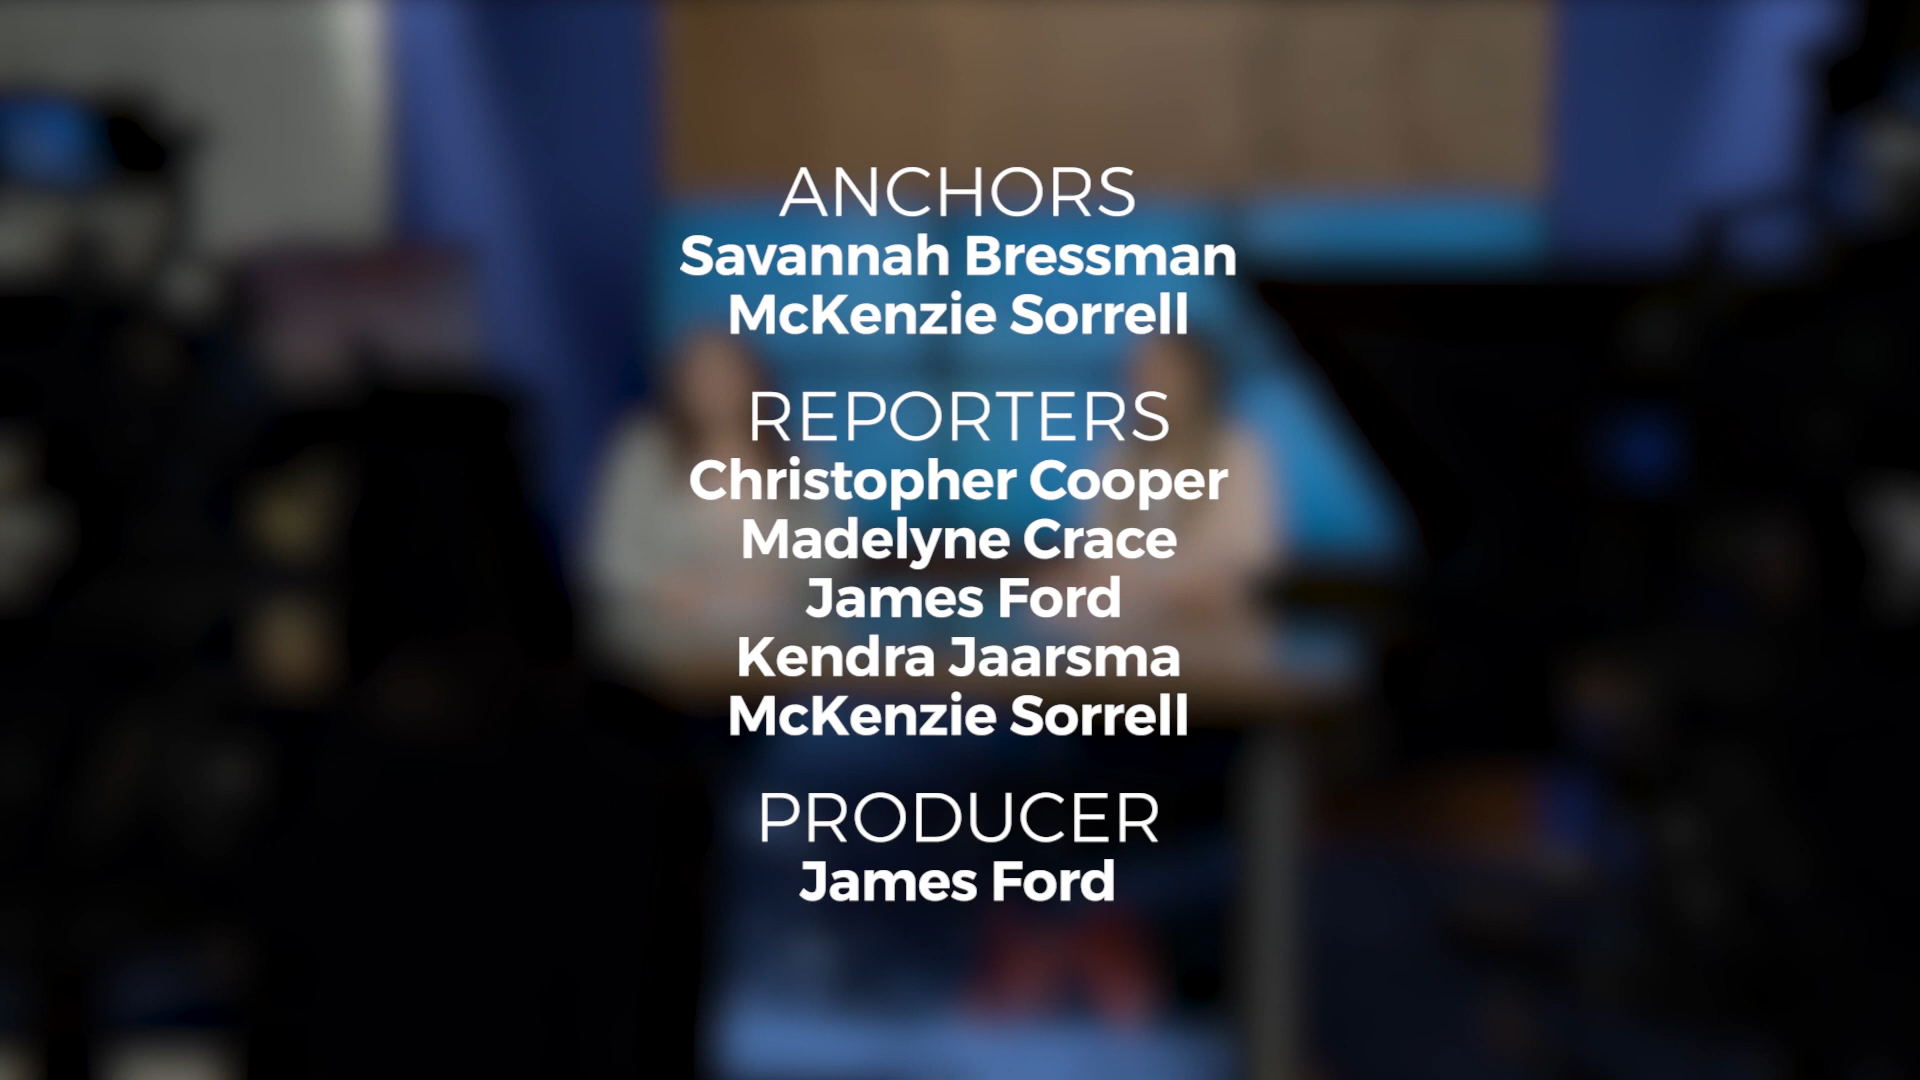 ANCHORS
Savannah Bressman
McKenzie Sorrell
REPORTERS
Christopher Cooper
Madelyne Crace
James Ford
Kendra Jaarsma
McKenzie Sorrell
PRODUCER
James Ford